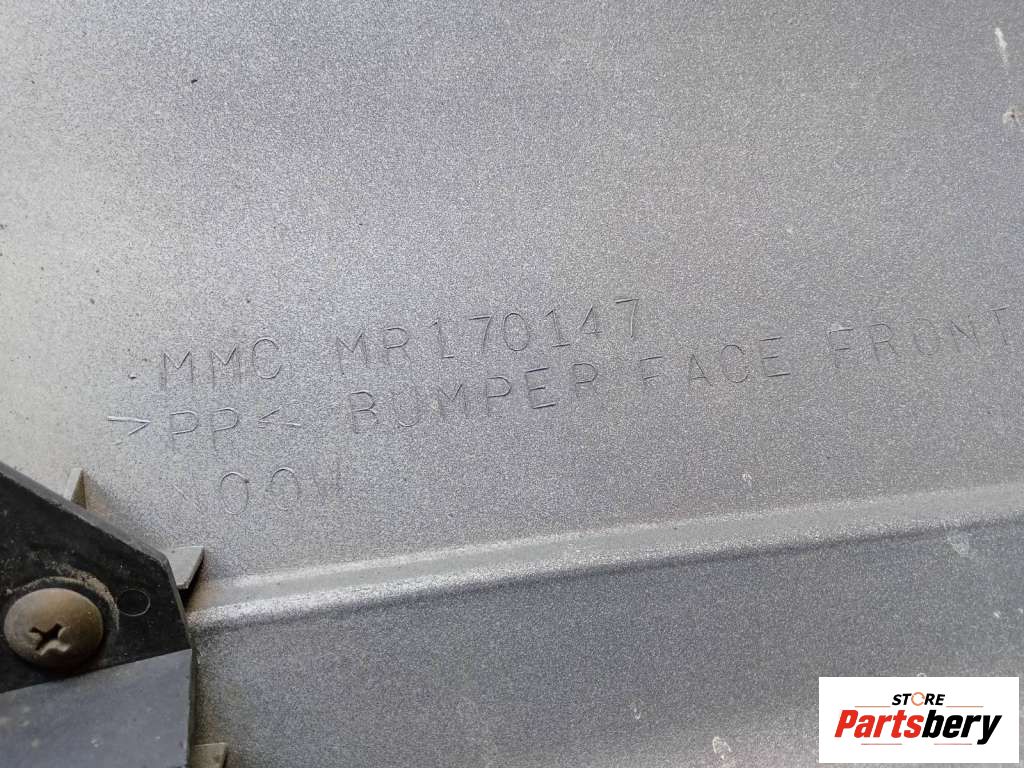 MMC MR170147
>PP< BUMPER FACE FRONT
00W
STORE
Partsbery